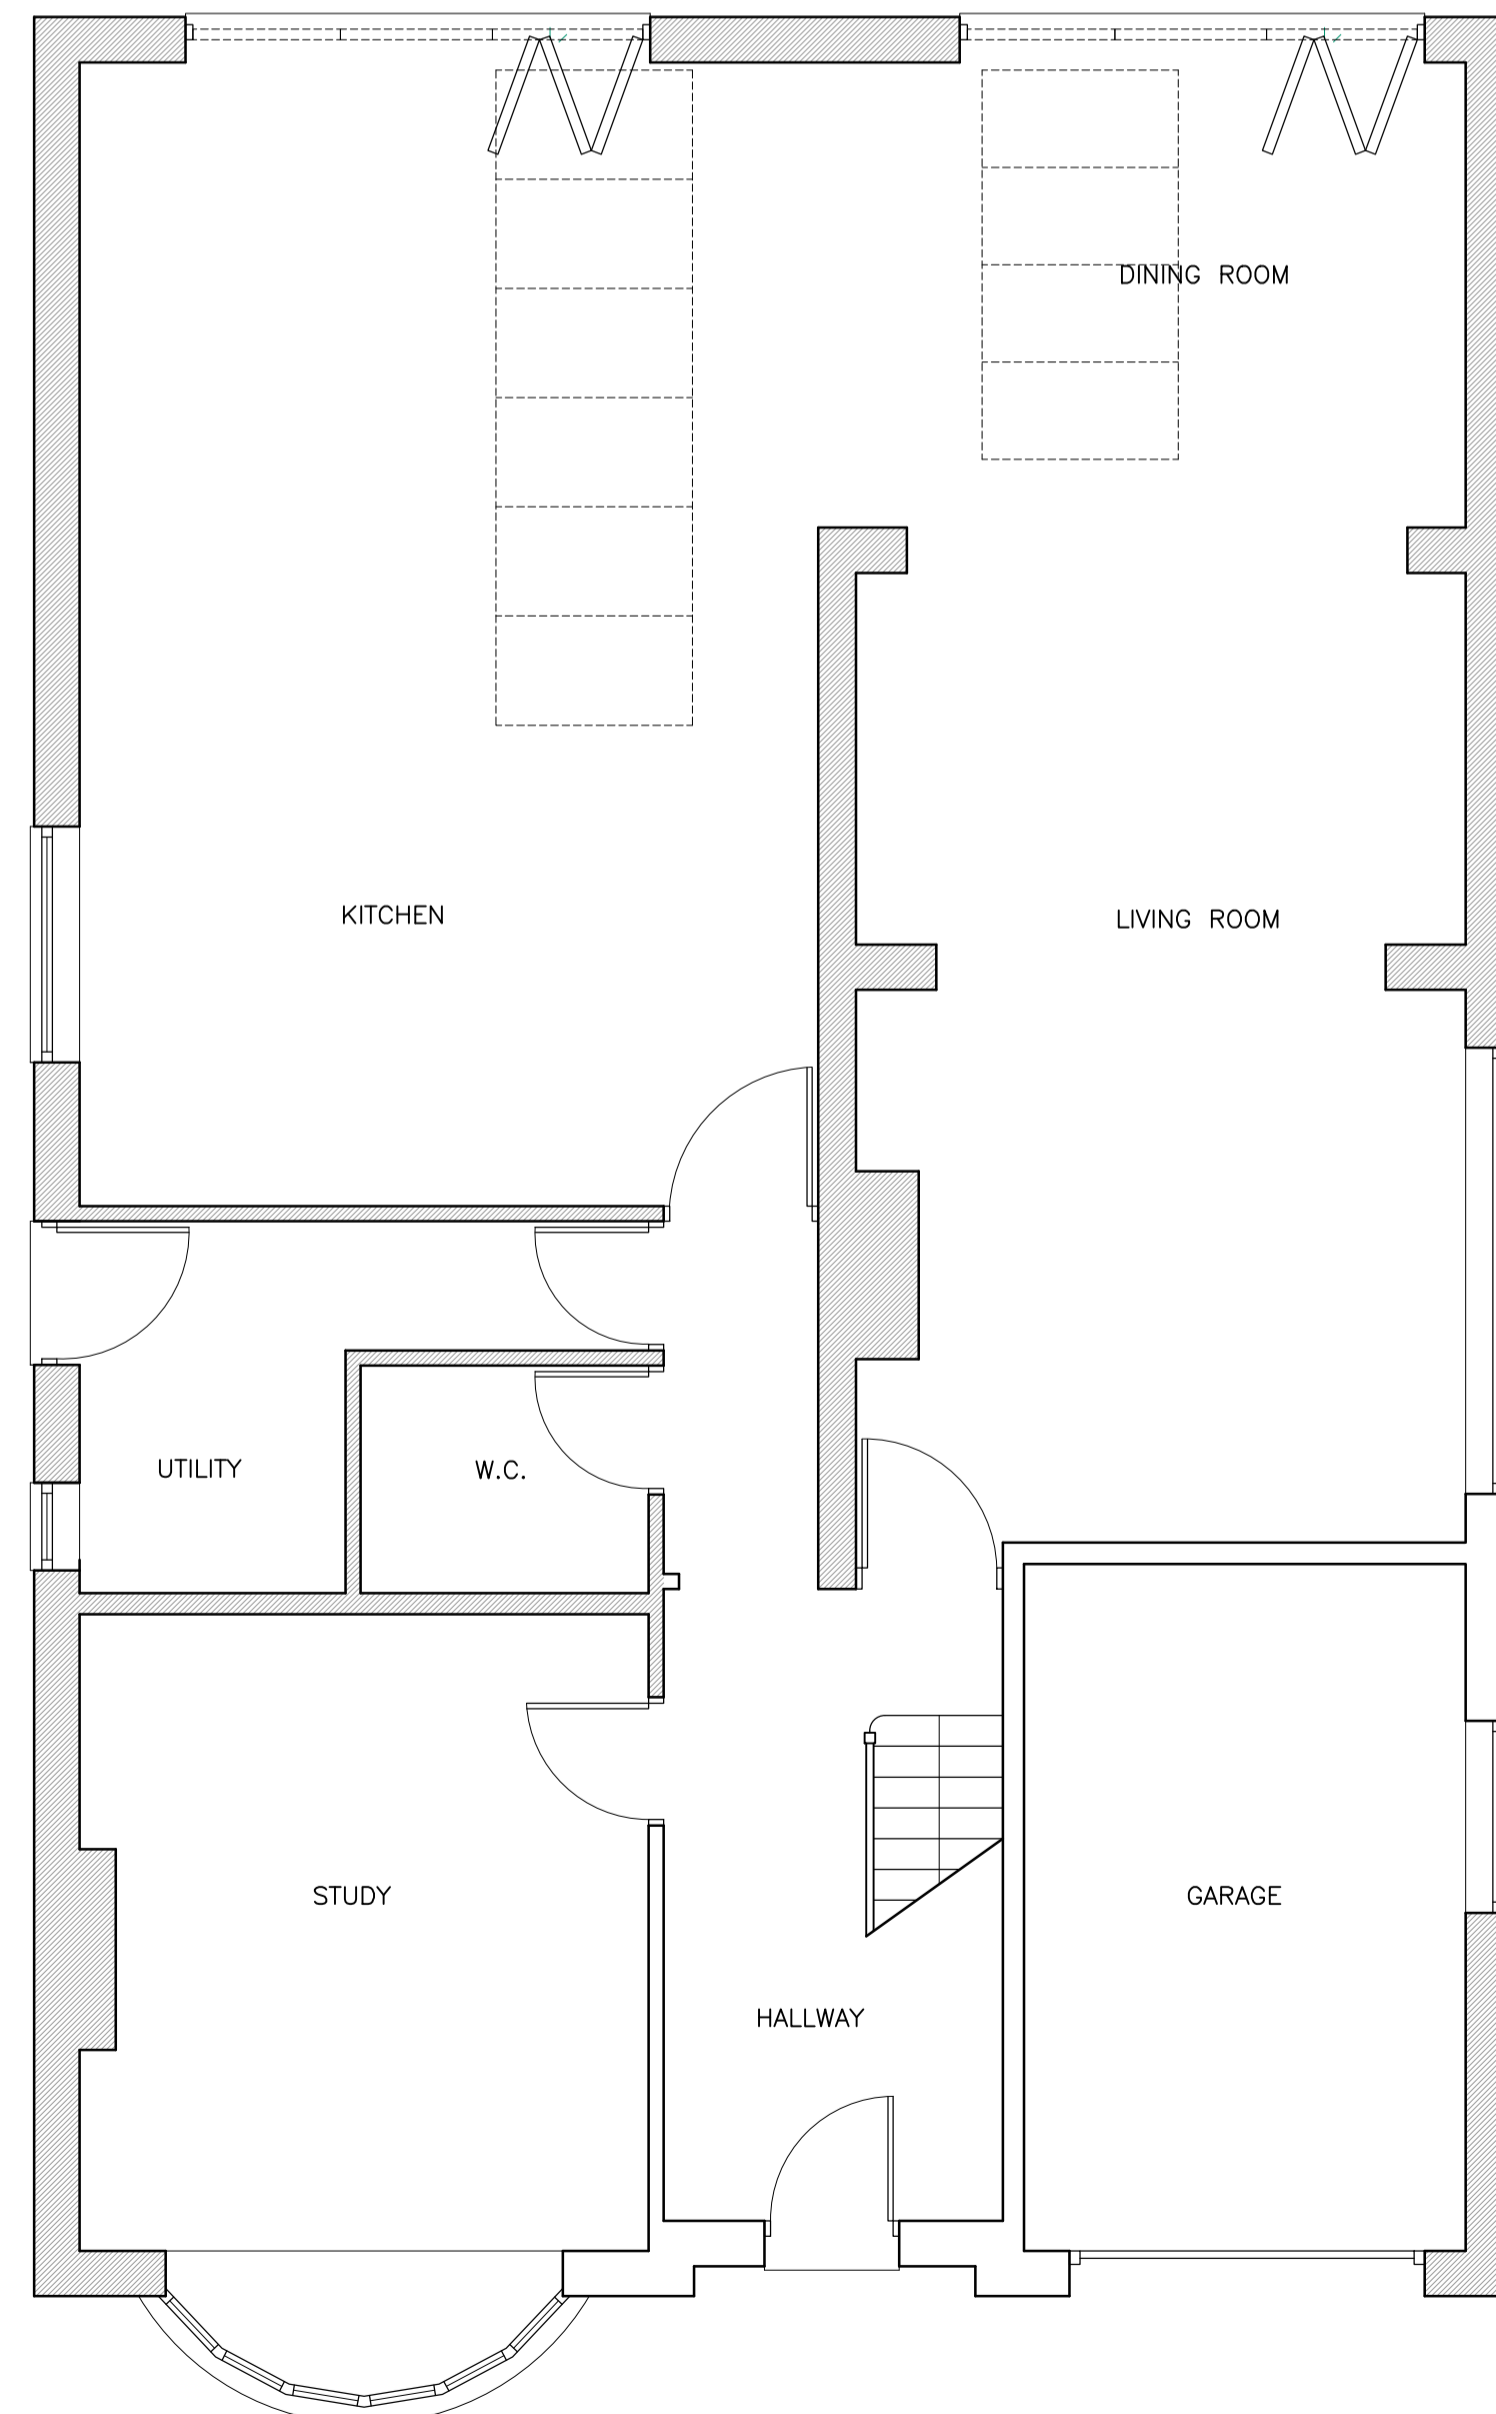 DINING ROOM
KITCHEN
LIVING ROOM
UTILITY
W.C.
STUDY
GARAGE
HALLWAY